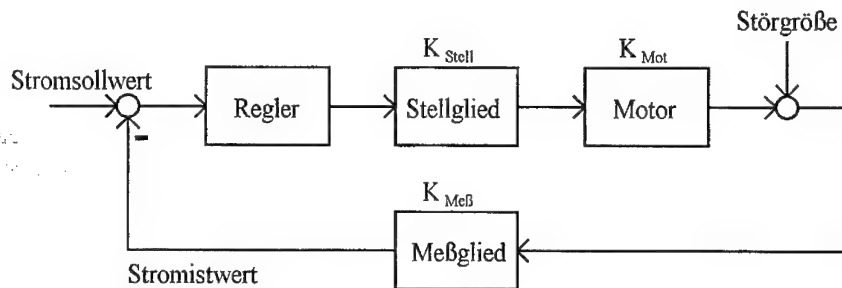 Störgröße
K Stell
K Mot
Stromsollwert
Regler
Stellglied
Motor
-
K Meß
Meßglied
Stromistwert